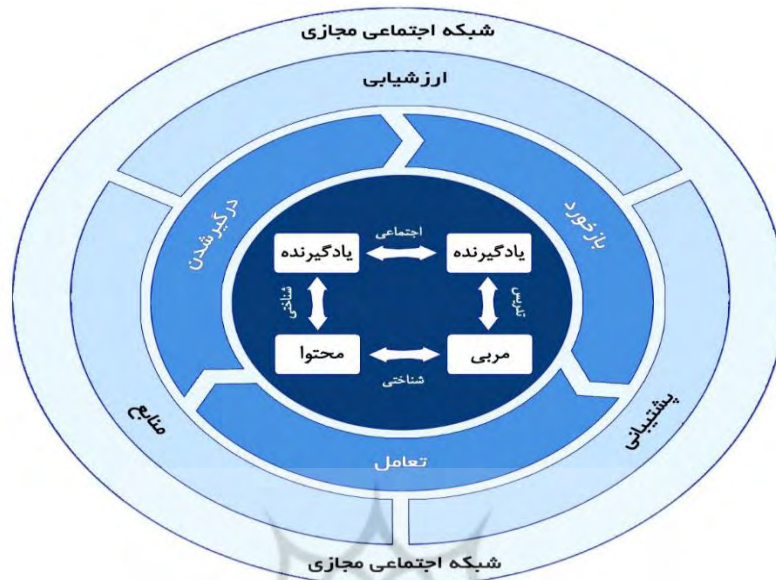 شبکه اجتماعی مجازی
ارزشیابی
درگیرشدن
بازخورد
اجتماعی
یادگیرنده
یادگیرنده
شناختی
تدریس
محتوا
مربی
شناختی
تعامل
منابع
پشتیبانی
شبکه اجتماعی مجازی